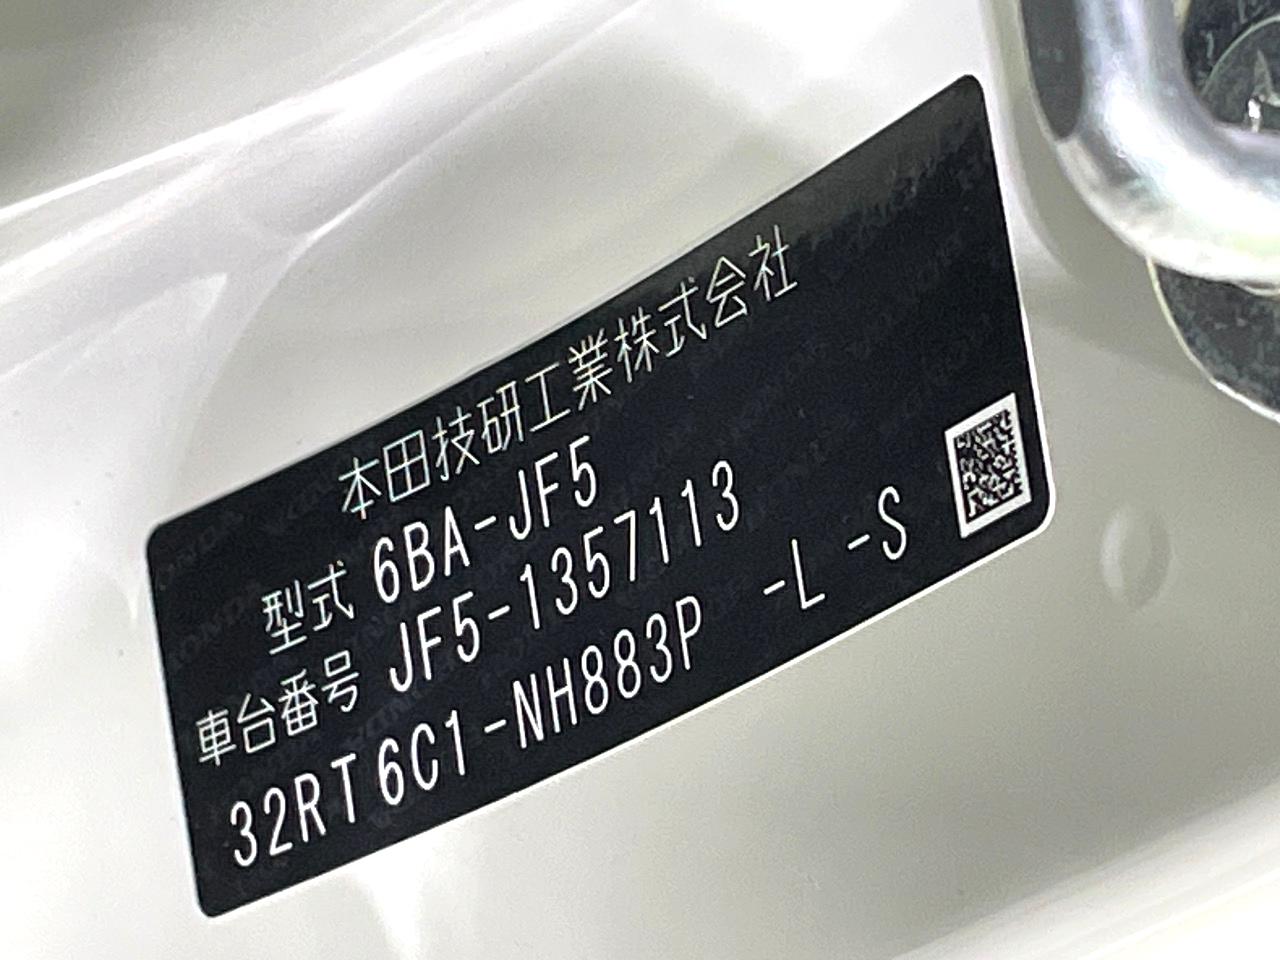 本田技研工業株式会社
型式 6BA-JF5
車台番号 JF5-1357113
32RT6C1-NH883P -L -S